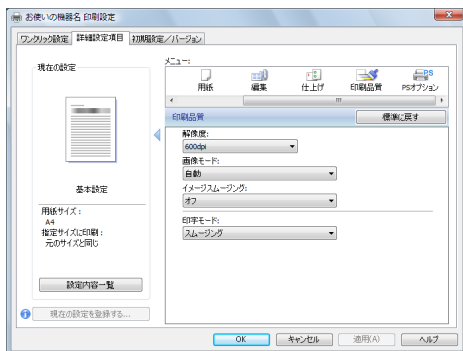 お使いの機器名 印刷設定
ワンクリック設定 詳細設定項目 初期設定／バージョン
現在の設定
基本設定
用紙サイズ：
A4
指定サイズに印刷：
元のサイズと同じ
設定内容一覧
現在の設定を登録する...
メニュー:
用紙 編集 仕上げ 印刷品質 PSオプション
印刷品質 標準に戻す
解像度:
600dpi
画像モード:
自動
イメージスムージング:
オフ
印字モード:
スムージング
OK キャンセル 適用(A) ヘルプ